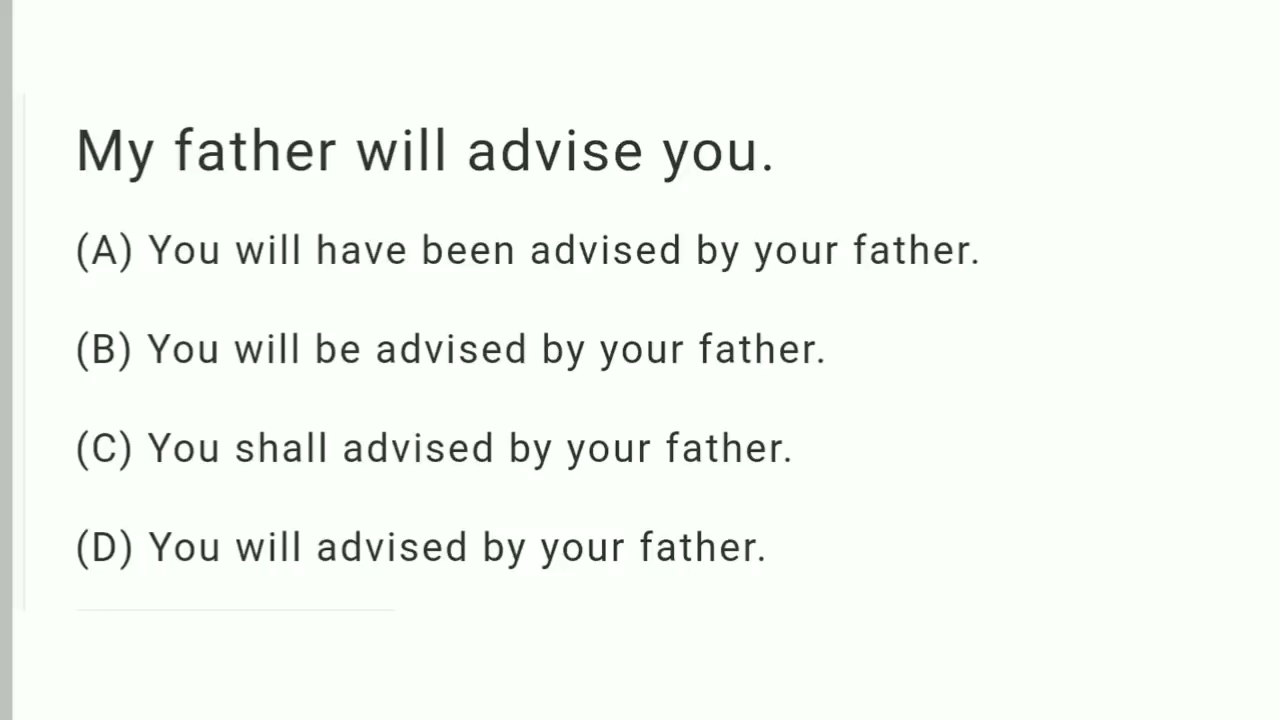 My father will advise you.
(A) You will have been advised by your father.
(B) You will be advised by your father.
(C) You shall advised by your father.
(D) You will advised by your father.